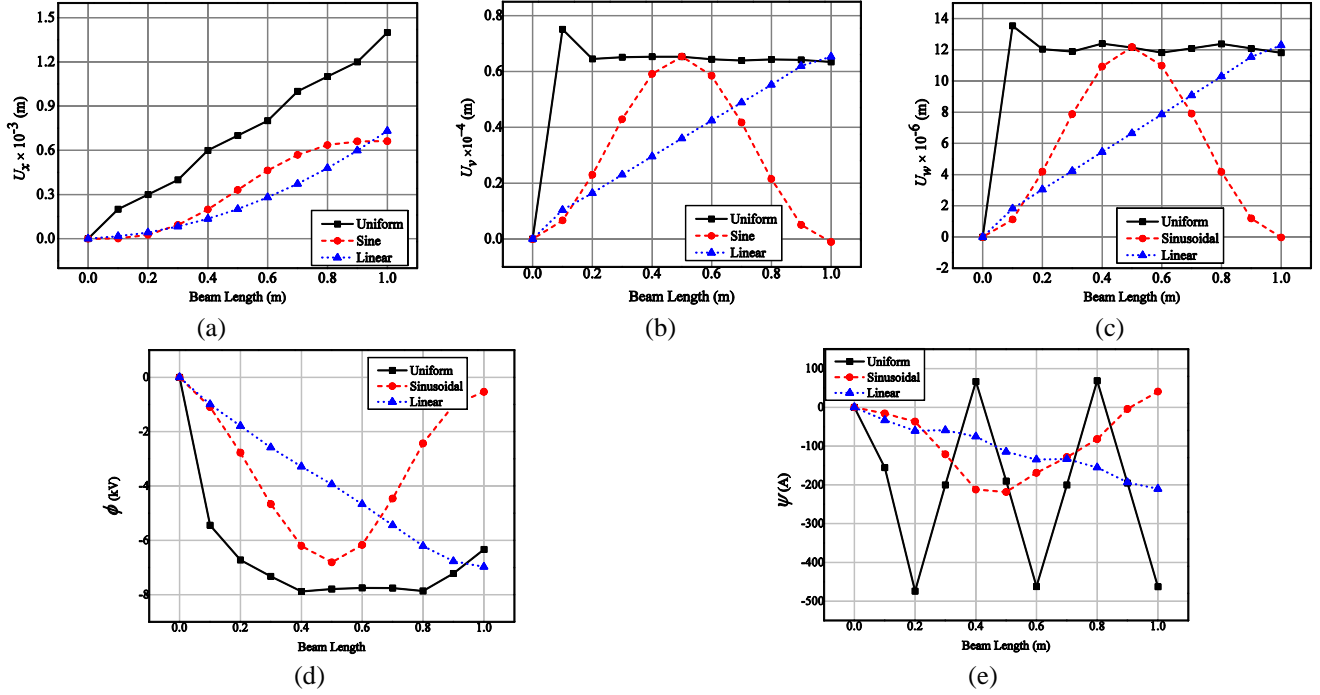 1.5
1.2
0.9
0.6
0.3
0.0
Uₓ × 10⁻³ (m)
0.0 0.2 0.4 0.6 0.8 1.0
Beam Length (m)
Uniform
Sine
Linear
(a)
0.8
0.6
0.4
0.2
0.0
Uᵥ ×10⁻⁴ (m)
0.0 0.2 0.4 0.6 0.8 1.0
Beam Length (m)
Uniform
Sine
Linear
(b)
14
12
10
8
6
4
2
0
-2
U_w × 10⁻⁶ (m)
0.0 0.2 0.4 0.6 0.8 1.0
Beam Length (m)
Uniform
Sinusoidal
Linear
(c)
0
-2
-4
-6
-8
ϕ (kV)
0.0 0.2 0.4 0.6 0.8 1.0
Beam Length
Uniform
Sinusoidal
Linear
(d)
100
0
-100
-200
-300
-400
-500
ψ (A)
0.0 0.2 0.4 0.6 0.8 1.0
Beam Length (m)
Uniform
Sinusoidal
Linear
(e)